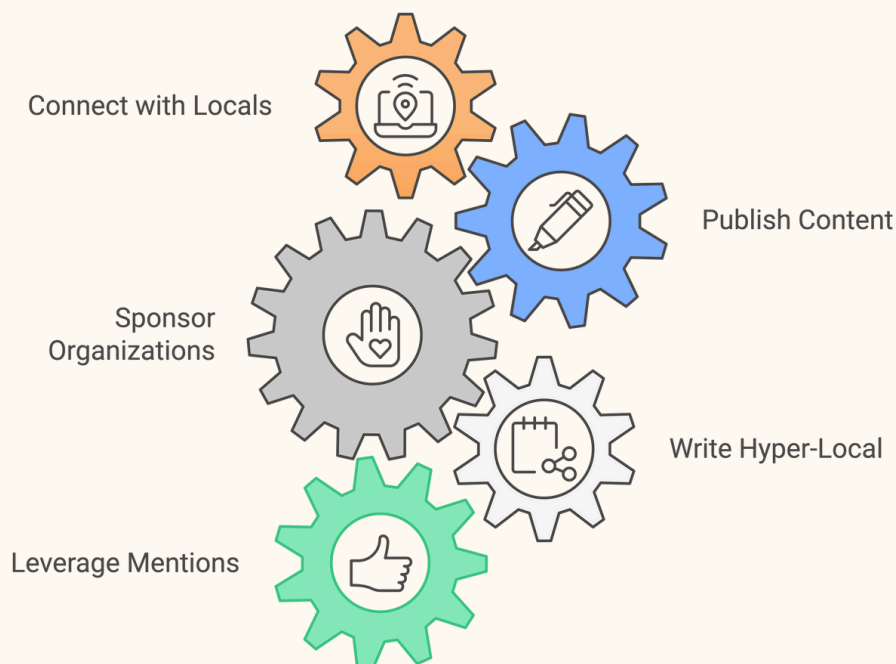 Connect with Locals
Publish Content
Sponsor
Organizations
Write Hyper-Local
Leverage Mentions